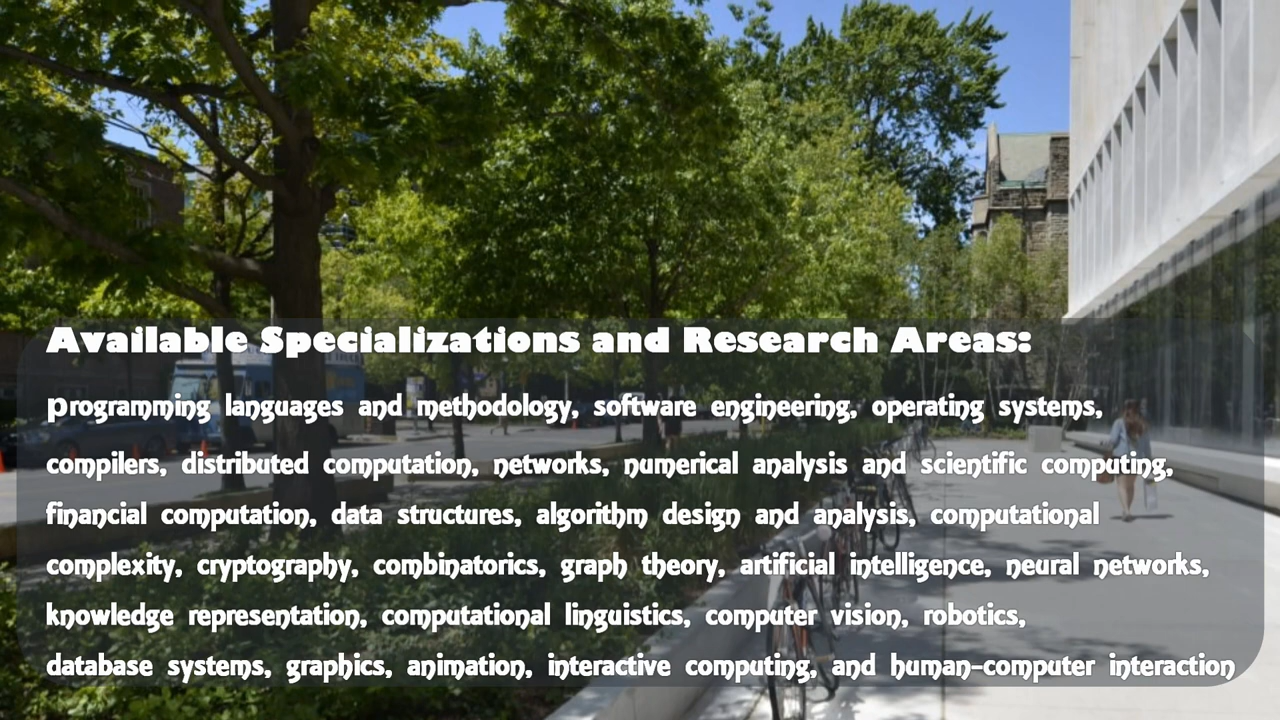 Available Specializations and Research Areas:
programming languages and methodology, software engineering, operating systems,
compilers, distributed computation, networks, numerical analysis and scientific computing,
financial computation, data structures, algorithm design and analysis, computational
complexity, cryptography, combinatorics, graph theory, artificial intelligence, neural networks,
knowledge representation, computational linguistics, computer vision, robotics,
database systems, graphics, animation, interactive computing, and human-computer interaction